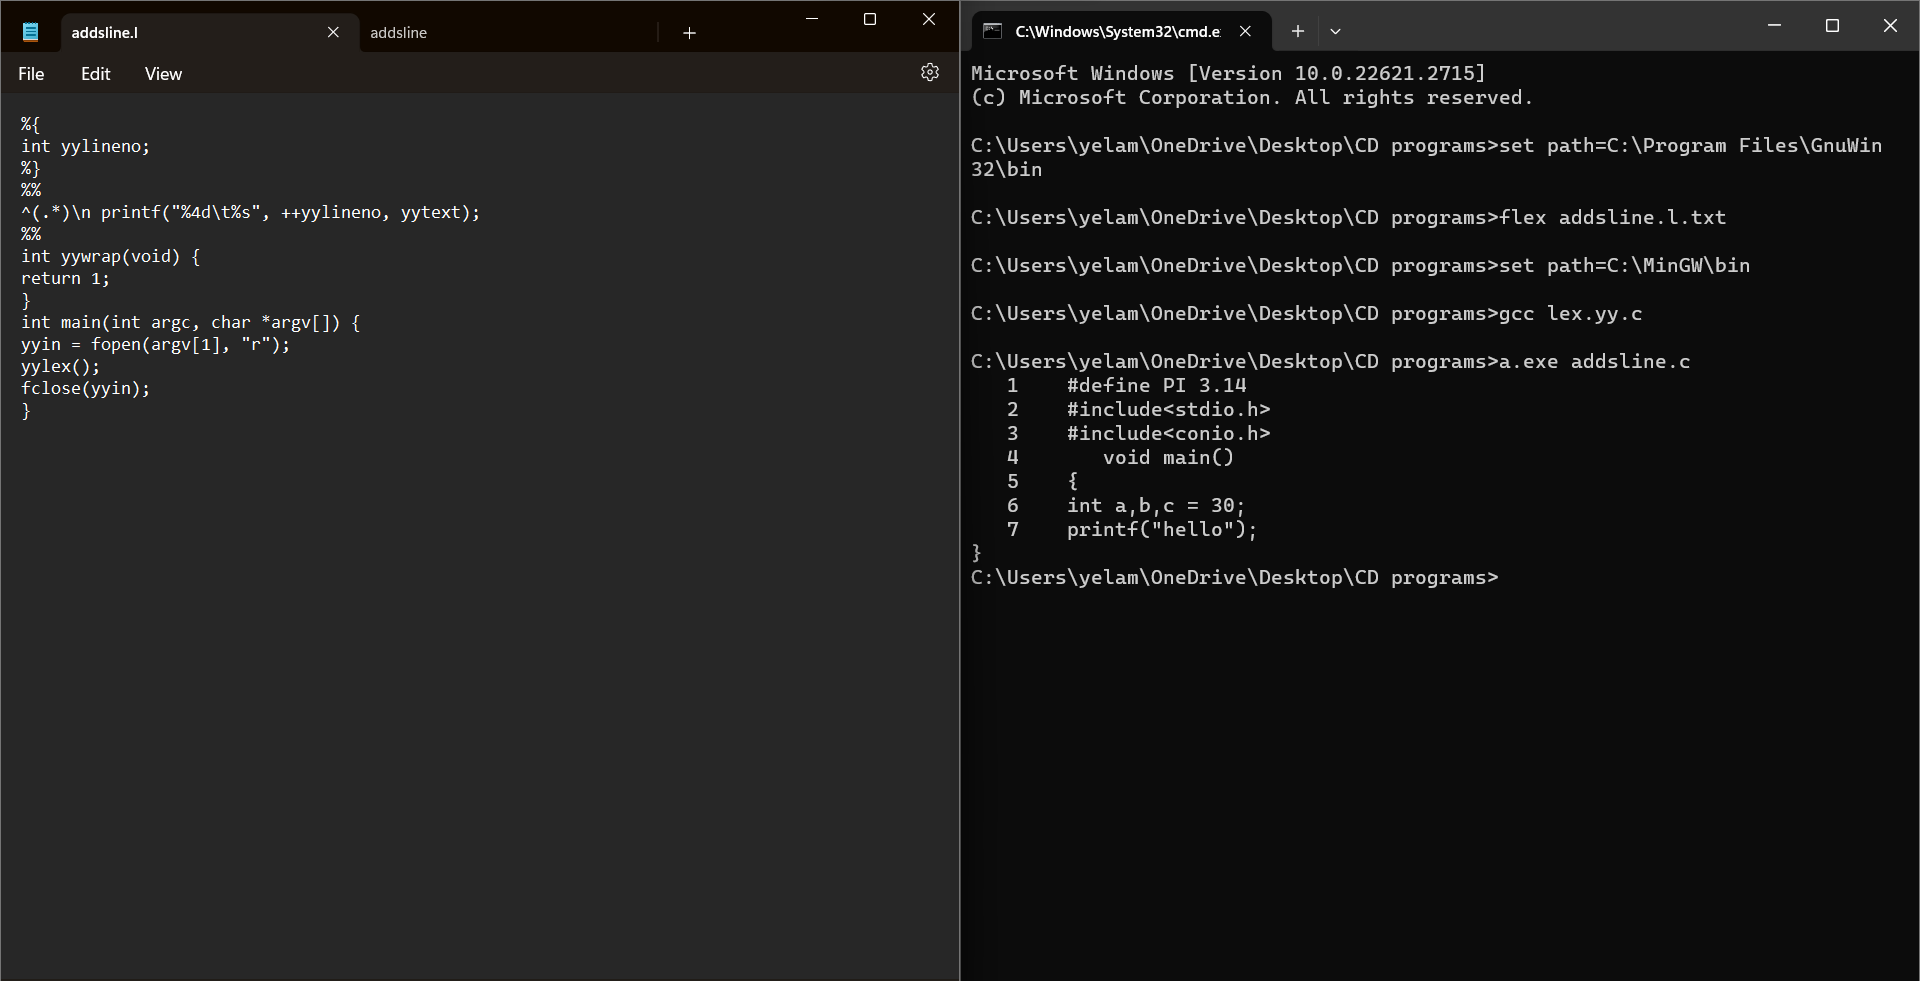 addsline.l
addsline
File
Edit
View
%{
int yylineno;
%}
%%
^(.*)\n printf("%4d\t%s", ++yylineno, yytext);
%%
int yywrap(void) {
return 1;
}
int main(int argc, char *argv[]) {
yyin = fopen(argv[1], "r");
yylex();
fclose(yyin);
}
C:\Windows\System32\cmd.e
Microsoft Windows [Version 10.0.22621.2715]
(c) Microsoft Corporation. All rights reserved.
C:\Users\yelam\OneDrive\Desktop\CD programs>set path=C:\Program Files\GnuWin
32\bin
C:\Users\yelam\OneDrive\Desktop\CD programs>flex addsline.l.txt
C:\Users\yelam\OneDrive\Desktop\CD programs>set path=C:\MinGW\bin
C:\Users\yelam\OneDrive\Desktop\CD programs>gcc lex.yy.c
C:\Users\yelam\OneDrive\Desktop\CD programs>a.exe addsline.c
   1    #define PI 3.14
   2    #include<stdio.h>
   3    #include<conio.h>
   4       void main()
   5    {
   6    int a,b,c = 30;
   7    printf("hello");
}
C:\Users\yelam\OneDrive\Desktop\CD programs>